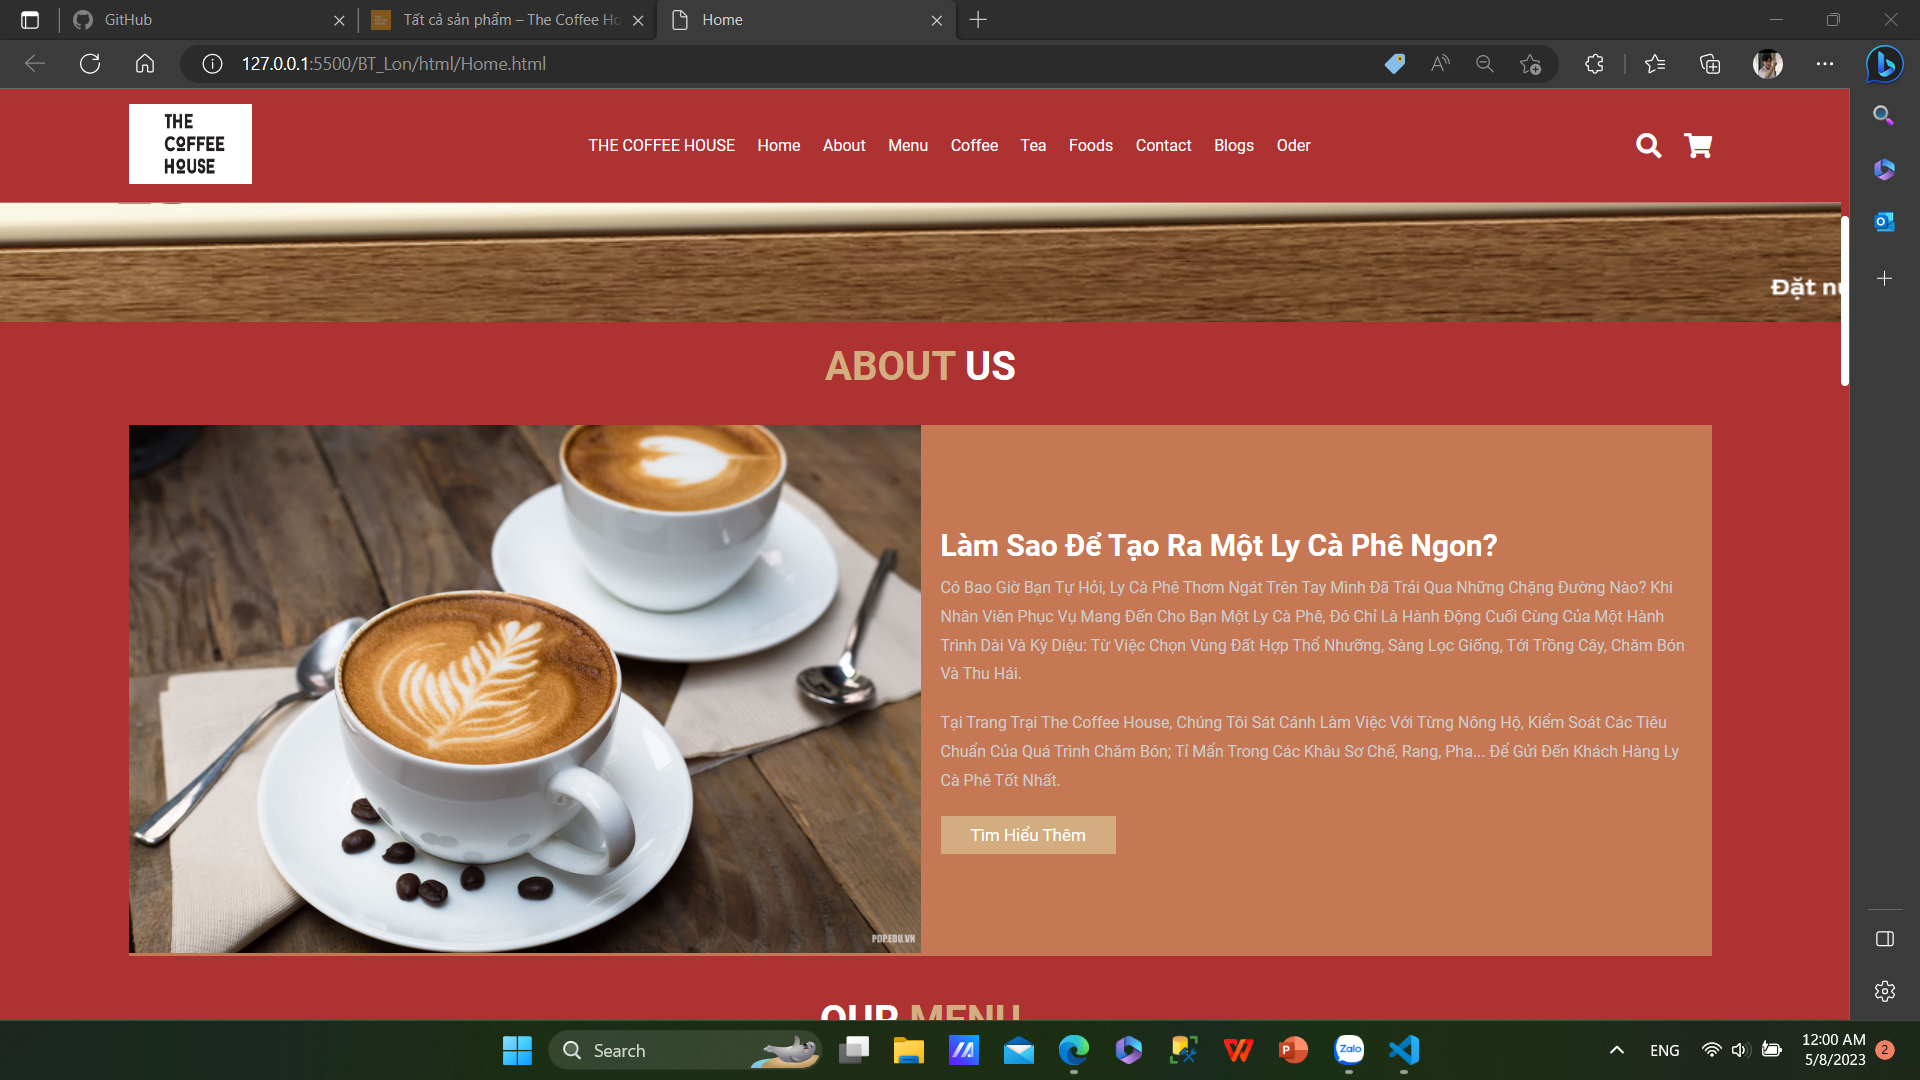 GitHub
Tất cả sản phẩm – The Coffee Ho
Home
127.0.0.1:5500/BT_Lon/html/Home.html
THE
COFFEE
HOUSE
THE COFFEE HOUSE Home About Menu Coffee Tea Foods Contact Blogs Oder
Đặt nư
ABOUT US
Làm Sao Để Tạo Ra Một Ly Cà Phê Ngon?
Có Bao Giờ Bạn Tự Hỏi, Ly Cà Phê Thơm Ngát Trên Tay Mình Đã Trải Qua Những Chặng Đường Nào? Khi
Nhân Viên Phục Vụ Mang Đến Cho Bạn Một Ly Cà Phê, Đó Chỉ Là Hành Động Cuối Cùng Của Một Hành
Trình Dài Và Kỳ Diệu: Từ Việc Chọn Vùng Đất Hợp Thổ Nhưỡng, Sàng Lọc Giống, Tới Trồng Cây, Chăm Bón
Và Thu Hái.
Tại Trang Trại The Coffee House, Chúng Tôi Sát Cánh Làm Việc Với Từng Nông Hộ, Kiểm Soát Các Tiêu
Chuẩn Của Quá Trình Chăm Bón; Tỉ Mẩn Trong Các Khâu Sơ Chế, Rang, Pha... Để Gửi Đến Khách Hàng Ly
Cà Phê Tốt Nhất.
Tìm Hiểu Thêm
PDP.EDU.VN
OUR MENU
Search
Zalo
ENG
12:00 AM
5/8/2023
2